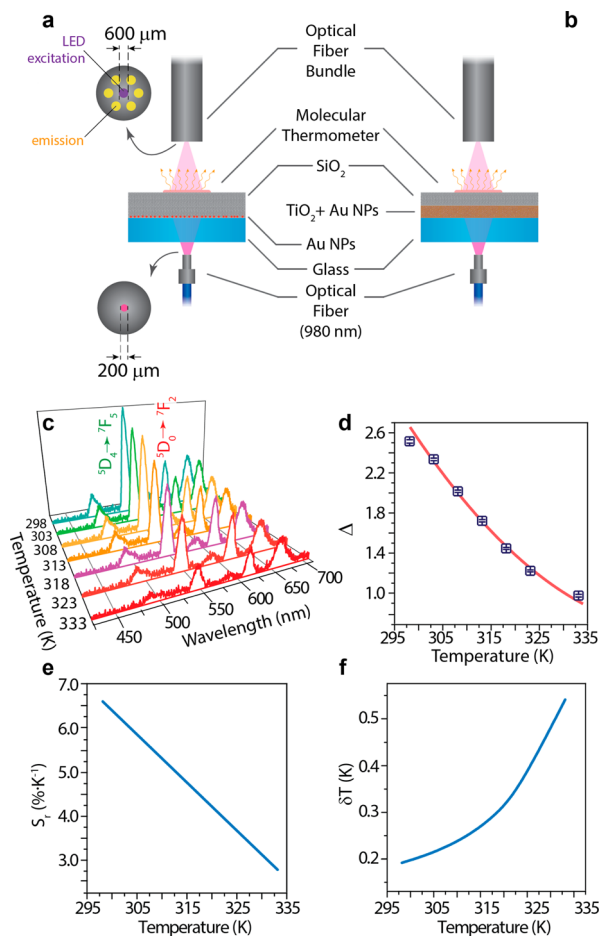 a
b
600 μm
LED
excitation
emission
Optical
Fiber
Bundle
Molecular
Thermometer
SiO₂
TiO₂+ Au NPs
Au NPs
Glass
Optical
Fiber
(980 nm)
200 μm
c
⁵D₄→⁷F₅
⁵D₀→⁷F₂
298
303
308
313
318
323
333
Temperature (K)
450
500
550
600
650
700
Wavelength (nm)
d
2.6
2.2
1.8
1.4
1.0
Δ
295
305
315
325
335
Temperature (K)
e
7.0
6.0
5.0
4.0
3.0
Sᵣ (%·K⁻¹)
295
305
315
325
335
Temperature (K)
f
0.5
0.4
0.3
0.2
δT (K)
295
305
315
325
335
Temperature (K)